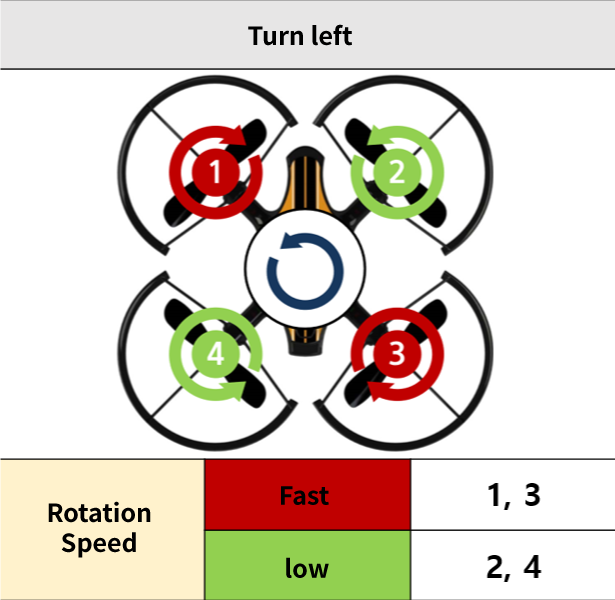 Turn left
1
2
4
3
Rotation
Speed
Fast
1, 3
low
2, 4